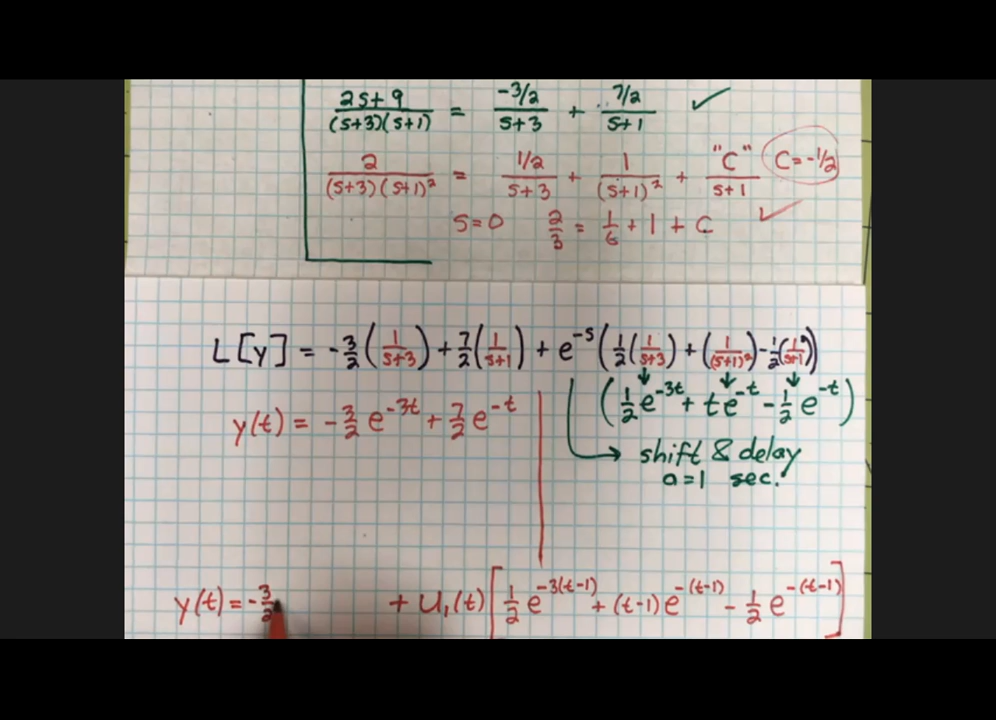 2s+9/(s+3)(s+1) = -3/2/s+3 + 7/2/s+1 ✓
2/(s+3)(s+1)² = 1/2/s+3 + 1/(s+1)² + "C"/s+1 C=-1/2
s=0 2/3 = 1/6 + 1 + C ✓
L[y] = -3/2(1/s+3) + 7/2(1/s+1) + e^-s(1/2(1/s+3) + (1/(s+1)²) - 1/2(1/s+1))
(1/2 e^-3t + te^-t - 1/2 e^-t)
y(t) = -3/2 e^-3t + 7/2 e^-t
→ shift & delay
a=1 sec.
y(t) = -3/2 + u₁(t)[1/2 e^-3(t-1) + (t-1)e^-(t-1) - 1/2 e^-(t-1)]